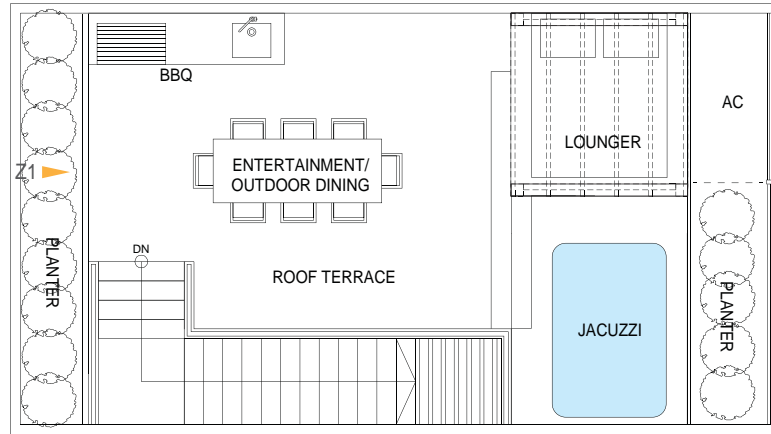 BBQ
AC
LOUNGER
Z1
ENTERTAINMENT/
OUTDOOR DINING
PLANTER
DN
ROOF TERRACE
PLANTER
JACUZZI